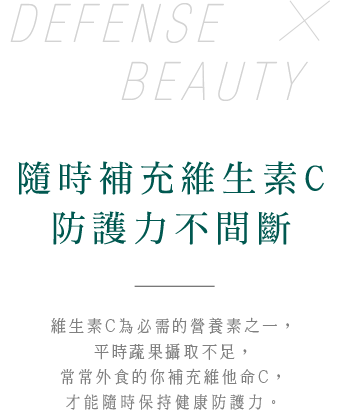 DEFENSE ×
BEAUTY
隨時補充維生素C
防護力不間斷
維生素C為必需的營養素之一，
平時蔬果攝取不足，
常常外食的你補充維他命C，
才能隨時保持健康防護力。